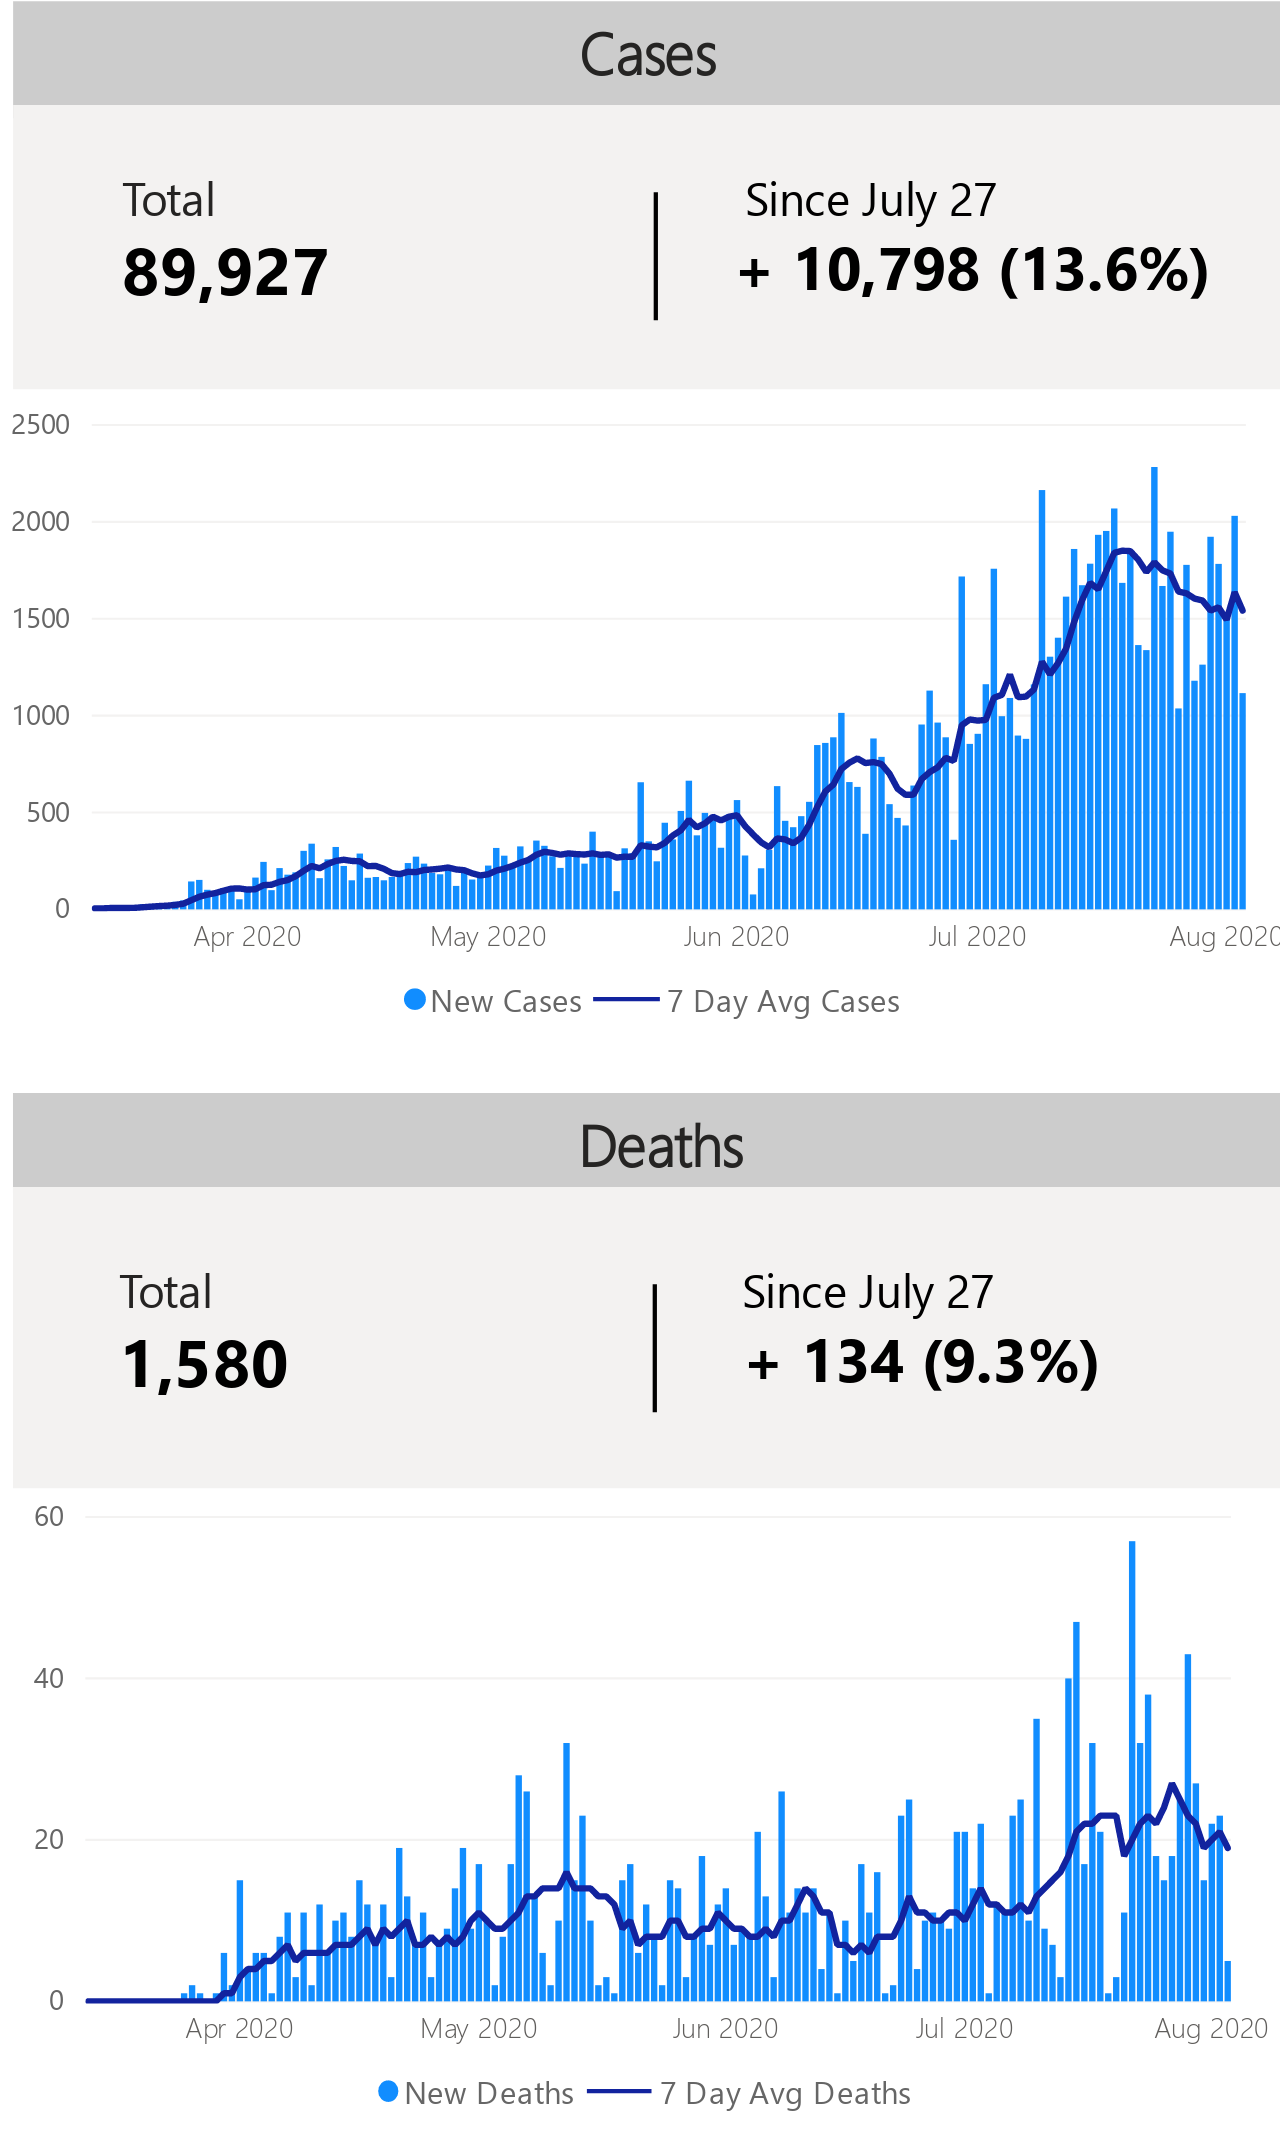 Cases
Total
Since July 27
89,927
+ 10,798 (13.6%)
2500
2000
1500
1000
500
0
Apr 2020 May 2020 Jun 2020 Jul 2020 Aug 2020
New Cases 7 Day Avg Cases
Deaths
Total
Since July 27
1,580
+ 134 (9.3%)
60
40
20
0
Apr 2020 May 2020 Jun 2020 Jul 2020 Aug 2020
New Deaths 7 Day Avg Deaths